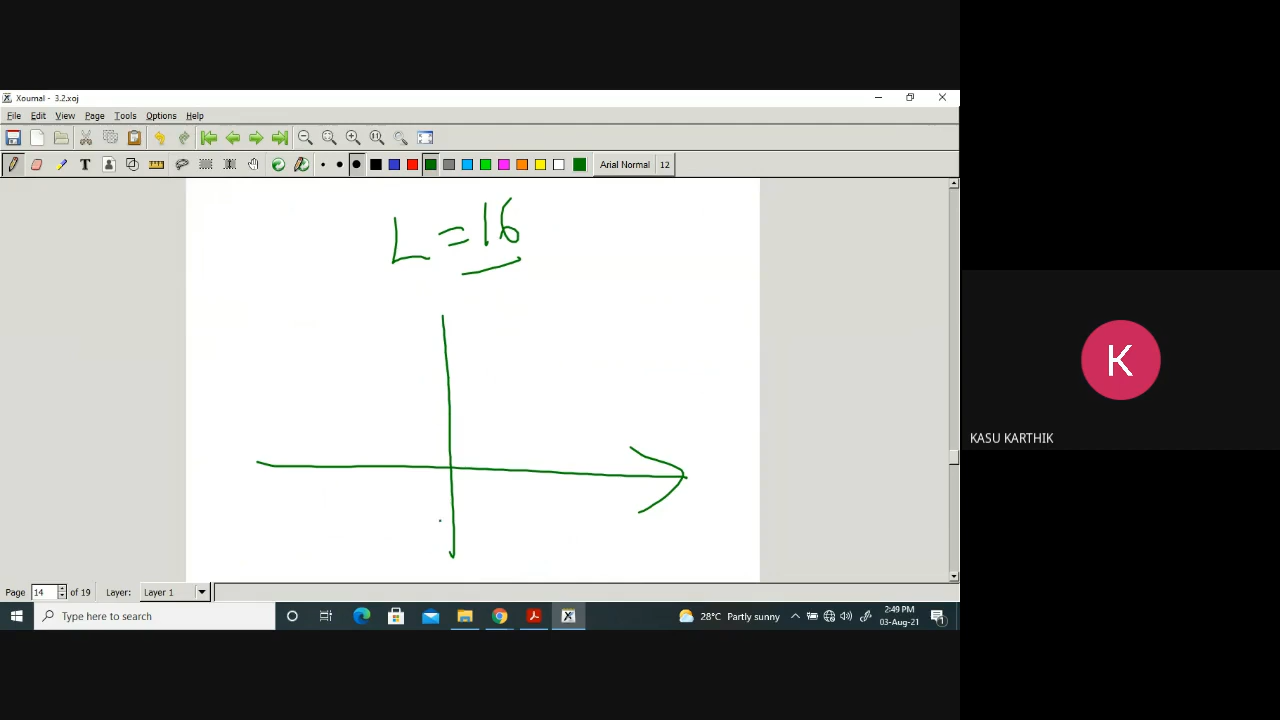 Xournal - 3.2.xoj
File Edit View Page Tools Options Help
T Arial Normal 12
L = 16
K
KASU KARTHIK
Page 14 of 19 Layer: Layer 1
Type here to search
28°C Partly sunny
2:49 PM
03-Aug-21
1